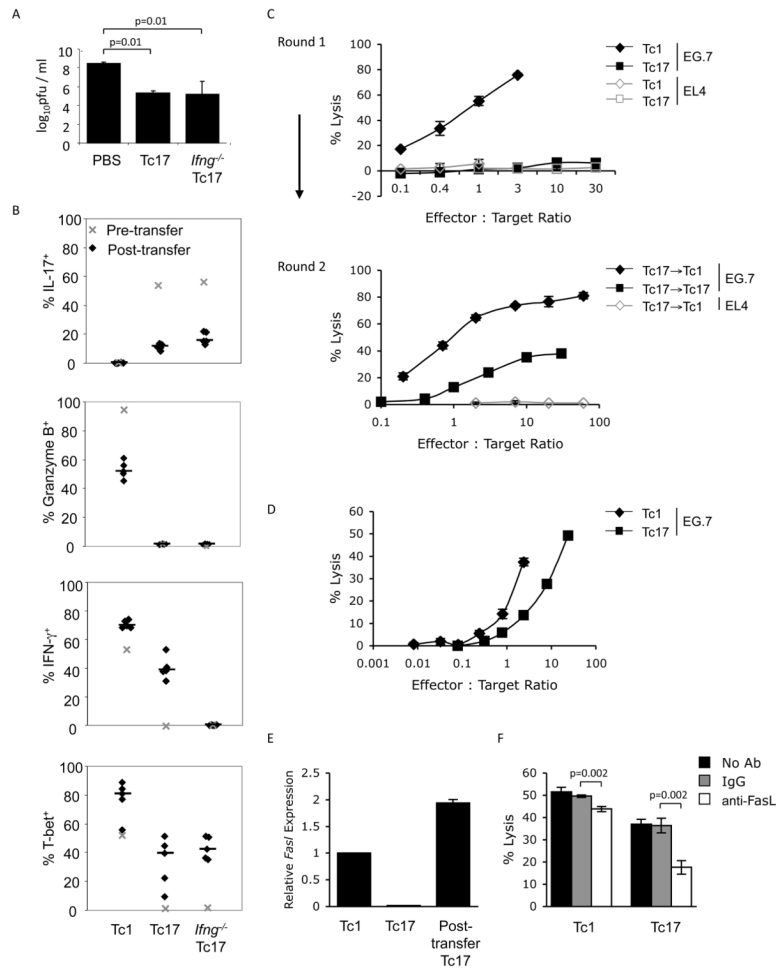 A
p=0.01
p=0.01
log10pfu / ml
10
8
6
4
2
0
PBS
Tc17
Ifng-/-
Tc17
B
× Pre-transfer
◆ Post-transfer
% IL-17+
100
80
60
40
20
0
% Granzyme B+
100
80
60
40
20
0
% IFN-γ+
100
80
60
40
20
0
% T-bet+
100
80
60
40
20
0
Tc1
Tc17
Ifng-/-
Tc17
C
Round 1
% Lysis
100
80
60
40
20
0
-20
0.1
0.4
1
3
10
30
Effector : Target Ratio
Tc1
Tc17
EG.7
Tc1
Tc17
EL4
Round 2
% Lysis
100
80
60
40
20
0
0.1
1
10
100
Effector : Target Ratio
Tc17→Tc1
Tc17→Tc17
EG.7
Tc17→Tc1
EL4
D
% Lysis
60
50
40
30
20
10
0
0.001
0.01
0.1
1
10
100
Effector : Target Ratio
Tc1
Tc17
EG.7
E
Relative Fasl Expression
2.5
2
1.5
1
0.5
0
Tc1
Tc17
Post-
transfer
Tc17
F
% Lysis
60
50
40
30
20
10
0
p=0.002
p=0.002
Tc1
Tc17
No Ab
IgG
anti-FasL